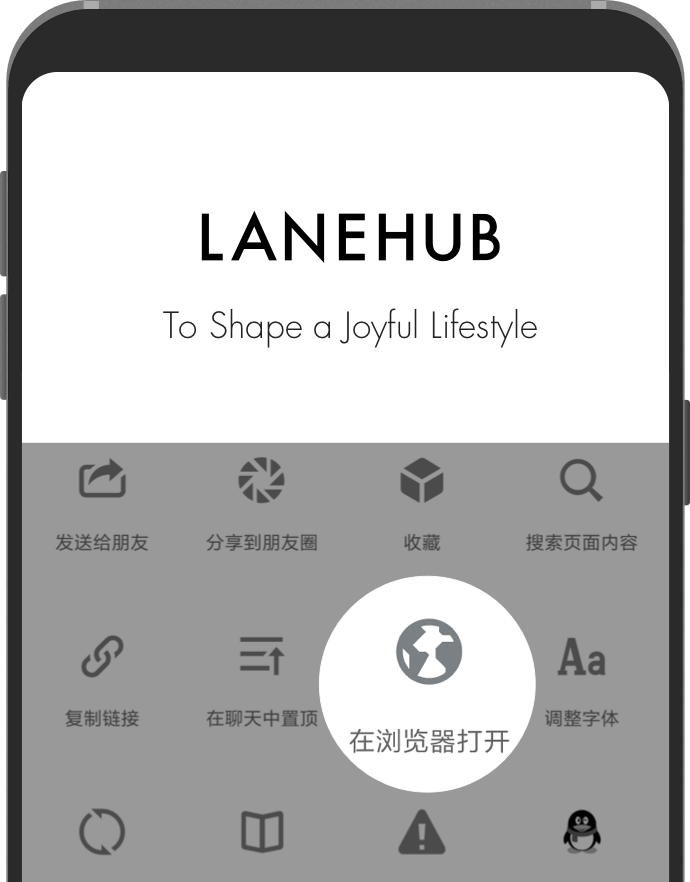 LANEHUB
To Shape a Joyful Lifestyle
发送给朋友
分享到朋友圈
收藏
搜索页面内容
复制链接
在聊天中置顶
在浏览器打开
Aa
调整字体